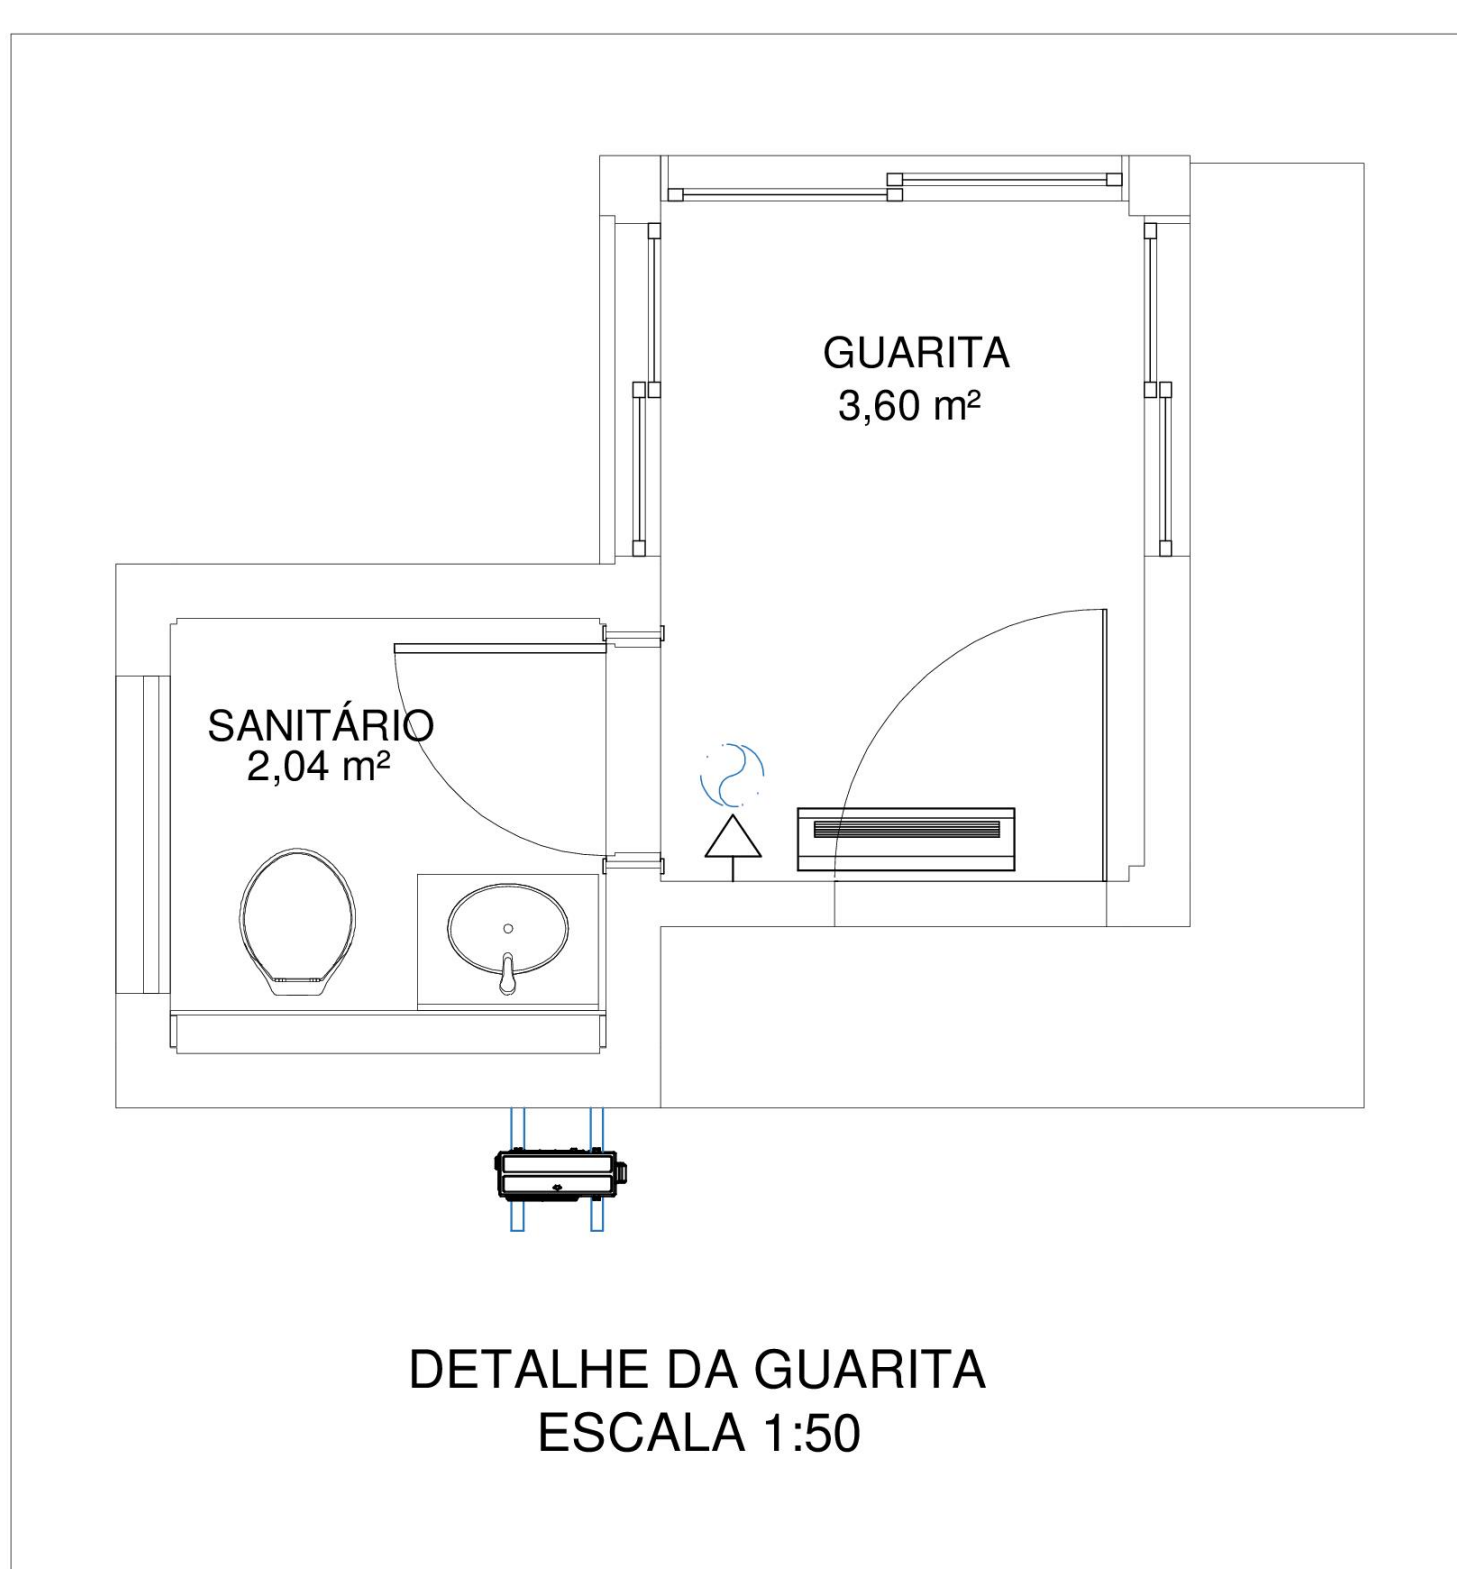 GUARITA
3,60 m²
SANITÁRIO
2,04 m²
DETALHE DA GUARITA
ESCALA 1:50